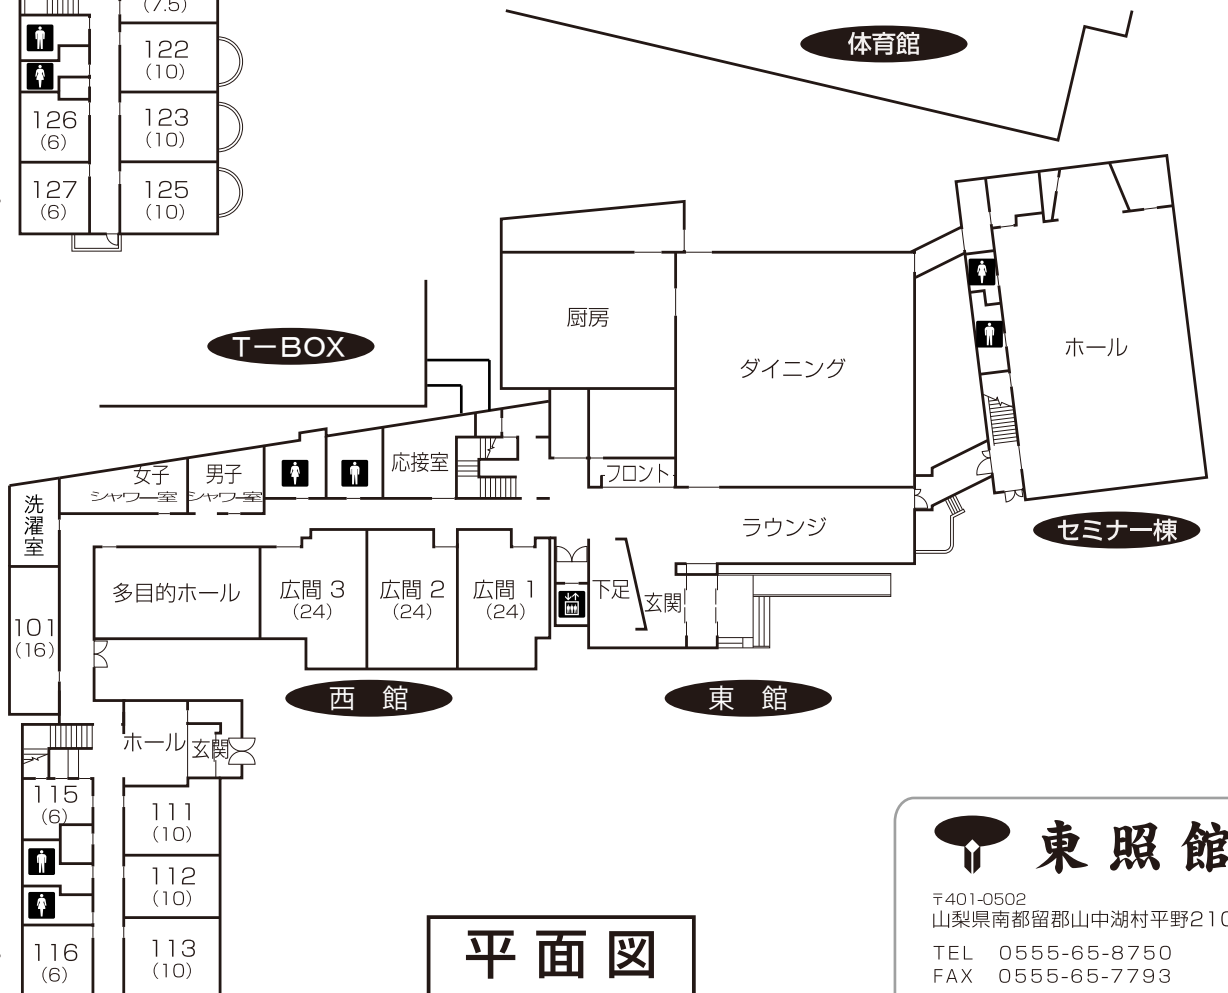 (7.5)
122
(10)
126
(6)
123
(10)
127
(6)
125
(10)
体育館
T－BOX
厨房
ダイニング
ホール
女子
シャワー室
男子
シャワー室
応接室
フロント
洗濯室
ラウンジ
セミナー棟
多目的ホール
広間 3
(24)
広間 2
(24)
広間 1
(24)
下足
玄関
101
(16)
西 館
東 館
ホール
玄関
115
(6)
111
(10)
112
(10)
116
(6)
113
(10)
平面図
東照館
〒401-0502
山梨県南都留郡山中湖村平野210
TEL 0555-65-8750
FAX 0555-65-7793